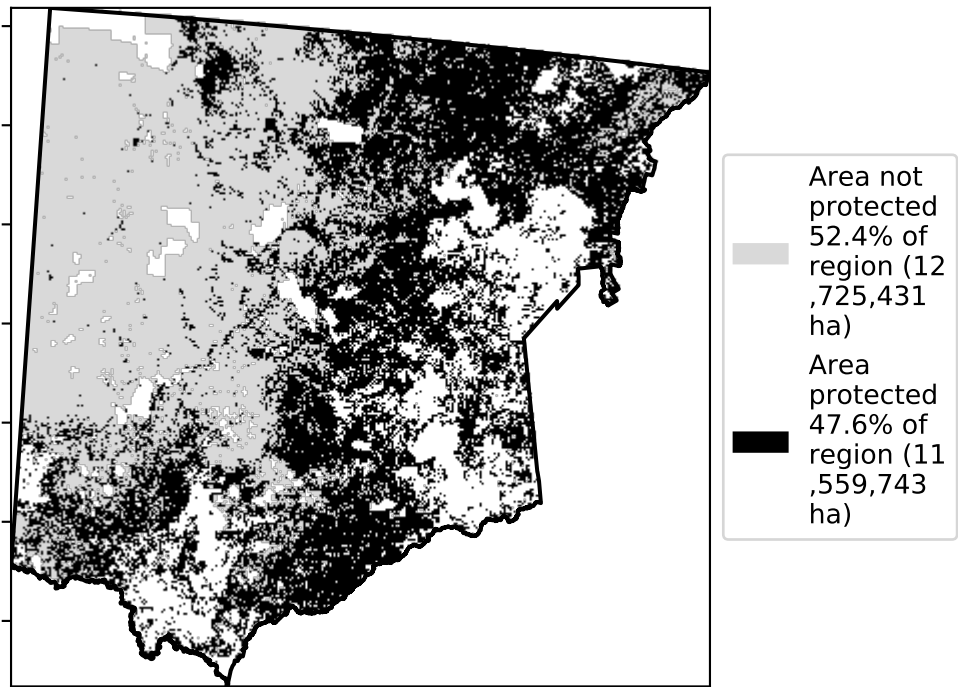 Area not
protected
52.4% of
region (12
,725,431
ha)
Area
protected
47.6% of
region (11
,559,743
ha)